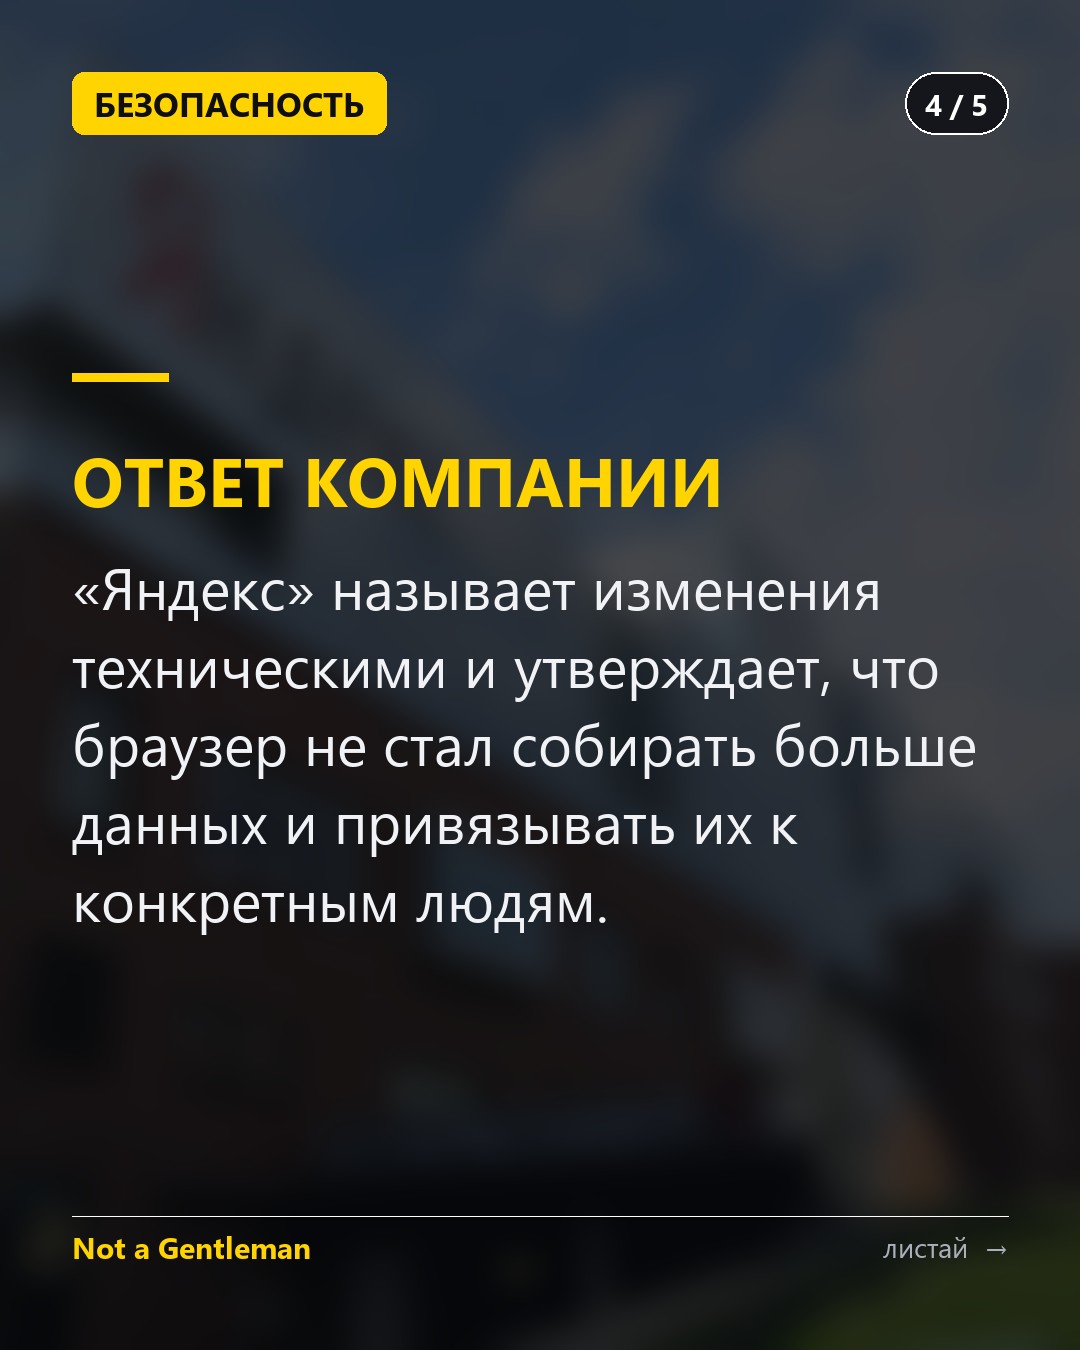 БЕЗОПАСНОСТЬ
4 / 5
ОТВЕТ КОМПАНИИ
«Яндекс» называет изменения
техническими и утверждает, что
браузер не стал собирать больше
данных и привязывать их к
конкретным людям.
Not a Gentleman
листай →